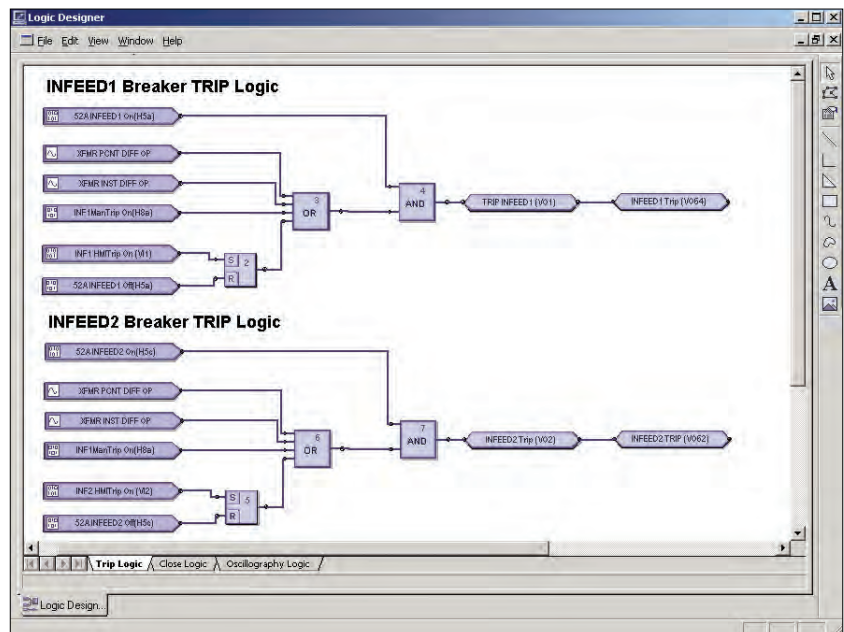 Logic Designer
File Edit View Window Help
INFEED1 Breaker TRIP Logic
52A INFEED1 On(H5a)
XFMR PCNT DIFF OP
XFMR INST DIFF OP
INF1ManTrip On(H8a)
INF1 HMITrip On (VI1)
52A INFEED1 Off(H5a)
S 2
R
3
OR
4
AND
TRIP INFEED1 (VO1)
INFEED1 Trip (VO64)
INFEED2 Breaker TRIP Logic
52A INFEED2 On(H5c)
XFMR PCNT DIFF OP
XFMR INST DIFF OP
INF1ManTrip On(H8a)
INF2 HMITrip On (VI2)
52A INFEED2 Off(H5c)
S 5
R
6
OR
7
AND
INFEED2 Trip (VO2)
INFEED2 TRIP (VO62)
A
Trip Logic Close Logic Oscillography Logic
Logic Design...